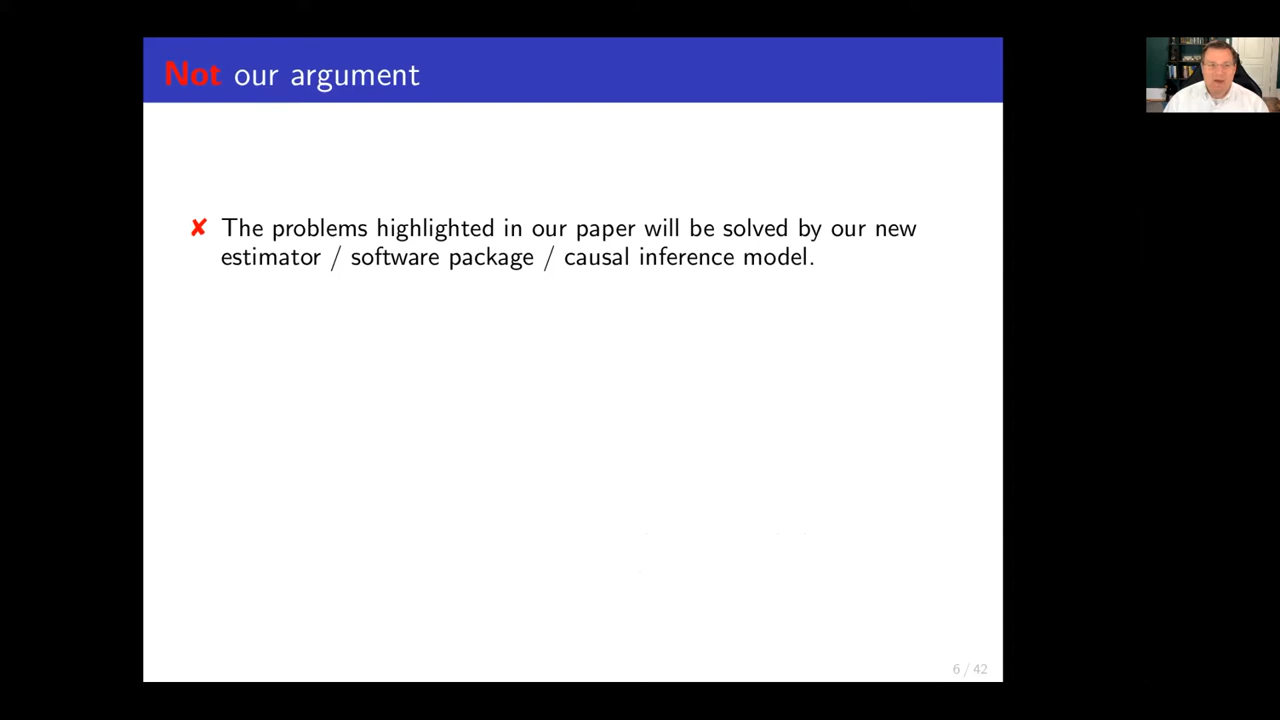 Not our argument
✘ The problems highlighted in our paper will be solved by our new
estimator / software package / causal inference model.
6 / 42